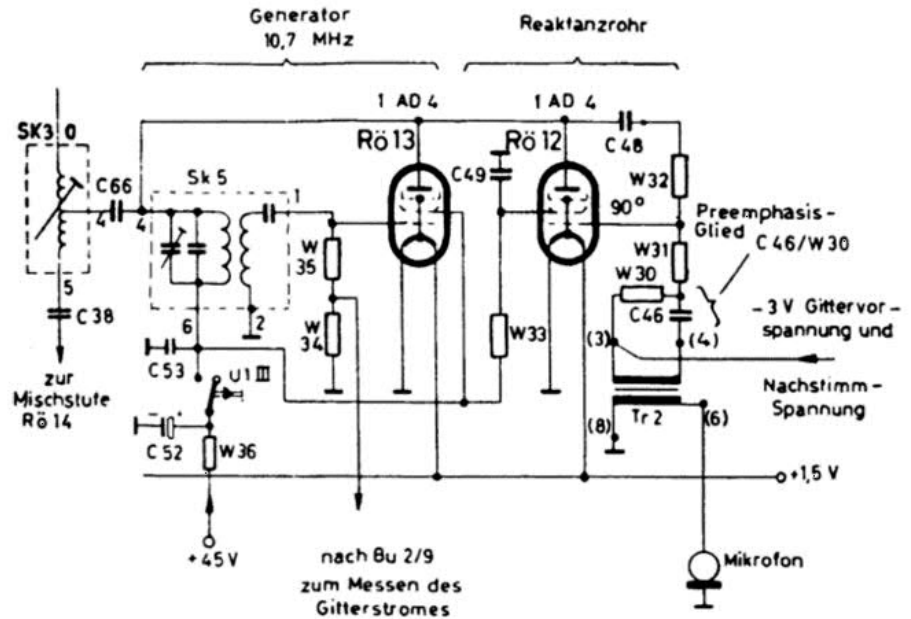 Generator
10,7 MHz
Reaktanzrohr
1 AD 4
1 AD 4
SK3 0
Rö 13
Rö 12
C48
C49
W32
C66
Sk 5
1
90°
Preemphasis-
Glied
C 46 / W 30
4
4
W
35
W31
W30
C46
5
C 38
6
2
W
34
W33
(3)
(4)
-3 V Gittervor-
spannung und
Nachstimm-
Spannung
zur
Mischstufe
Rö 14
C 53
U1 III
(8)
Tr 2
(6)
- +
C 52
W 36
+1,5 V
+45 V
nach Bu 2/9
zum Messen des
Gitterstromes
Mikrofon